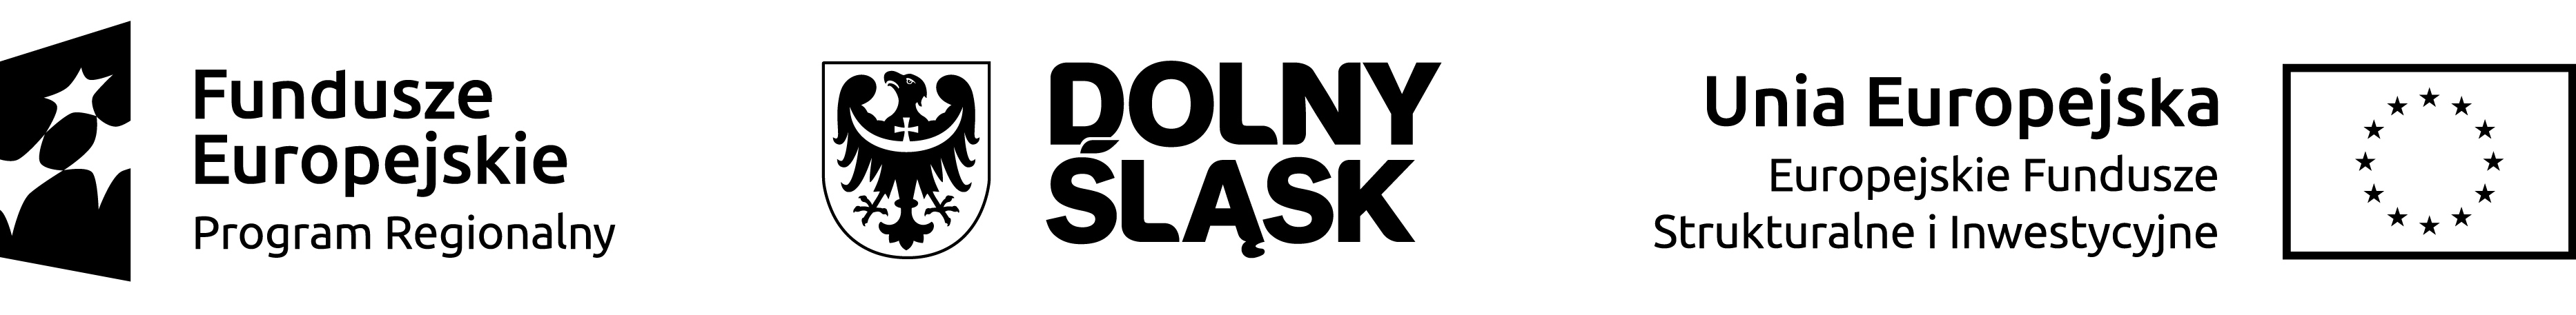 Fundusze
Europejskie
Program Regionalny
DOLNY
ŚLĄSK
Unia Europejska
Europejskie Fundusze
Strukturalne i Inwestycyjne